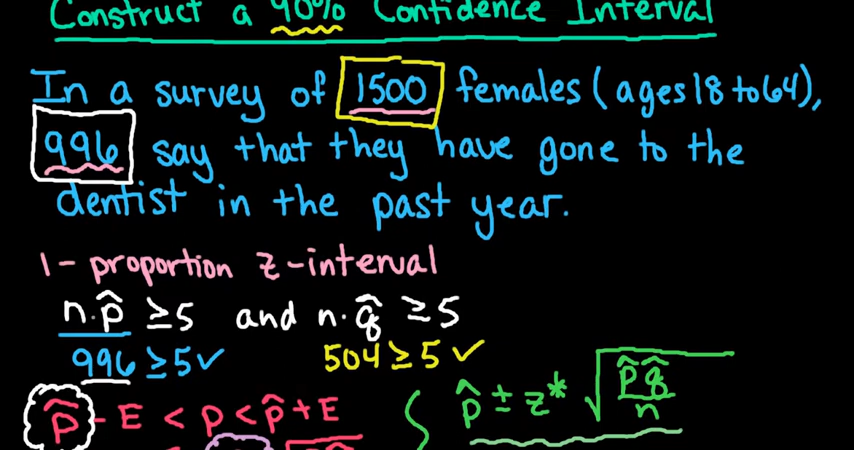 Construct a 90% Confidence Interval
In a survey of 1500 females (ages 18 to 64),
996 say that they have gone to the
dentist in the past year.
1-proportion z-interval
n·p̂ ≥ 5 and n·q̂ ≥ 5
996 ≥ 5 ✓ 504 ≥ 5 ✓
p̂ - E < p < p̂ + E
p̂ ± z* √(p̂q̂/n)